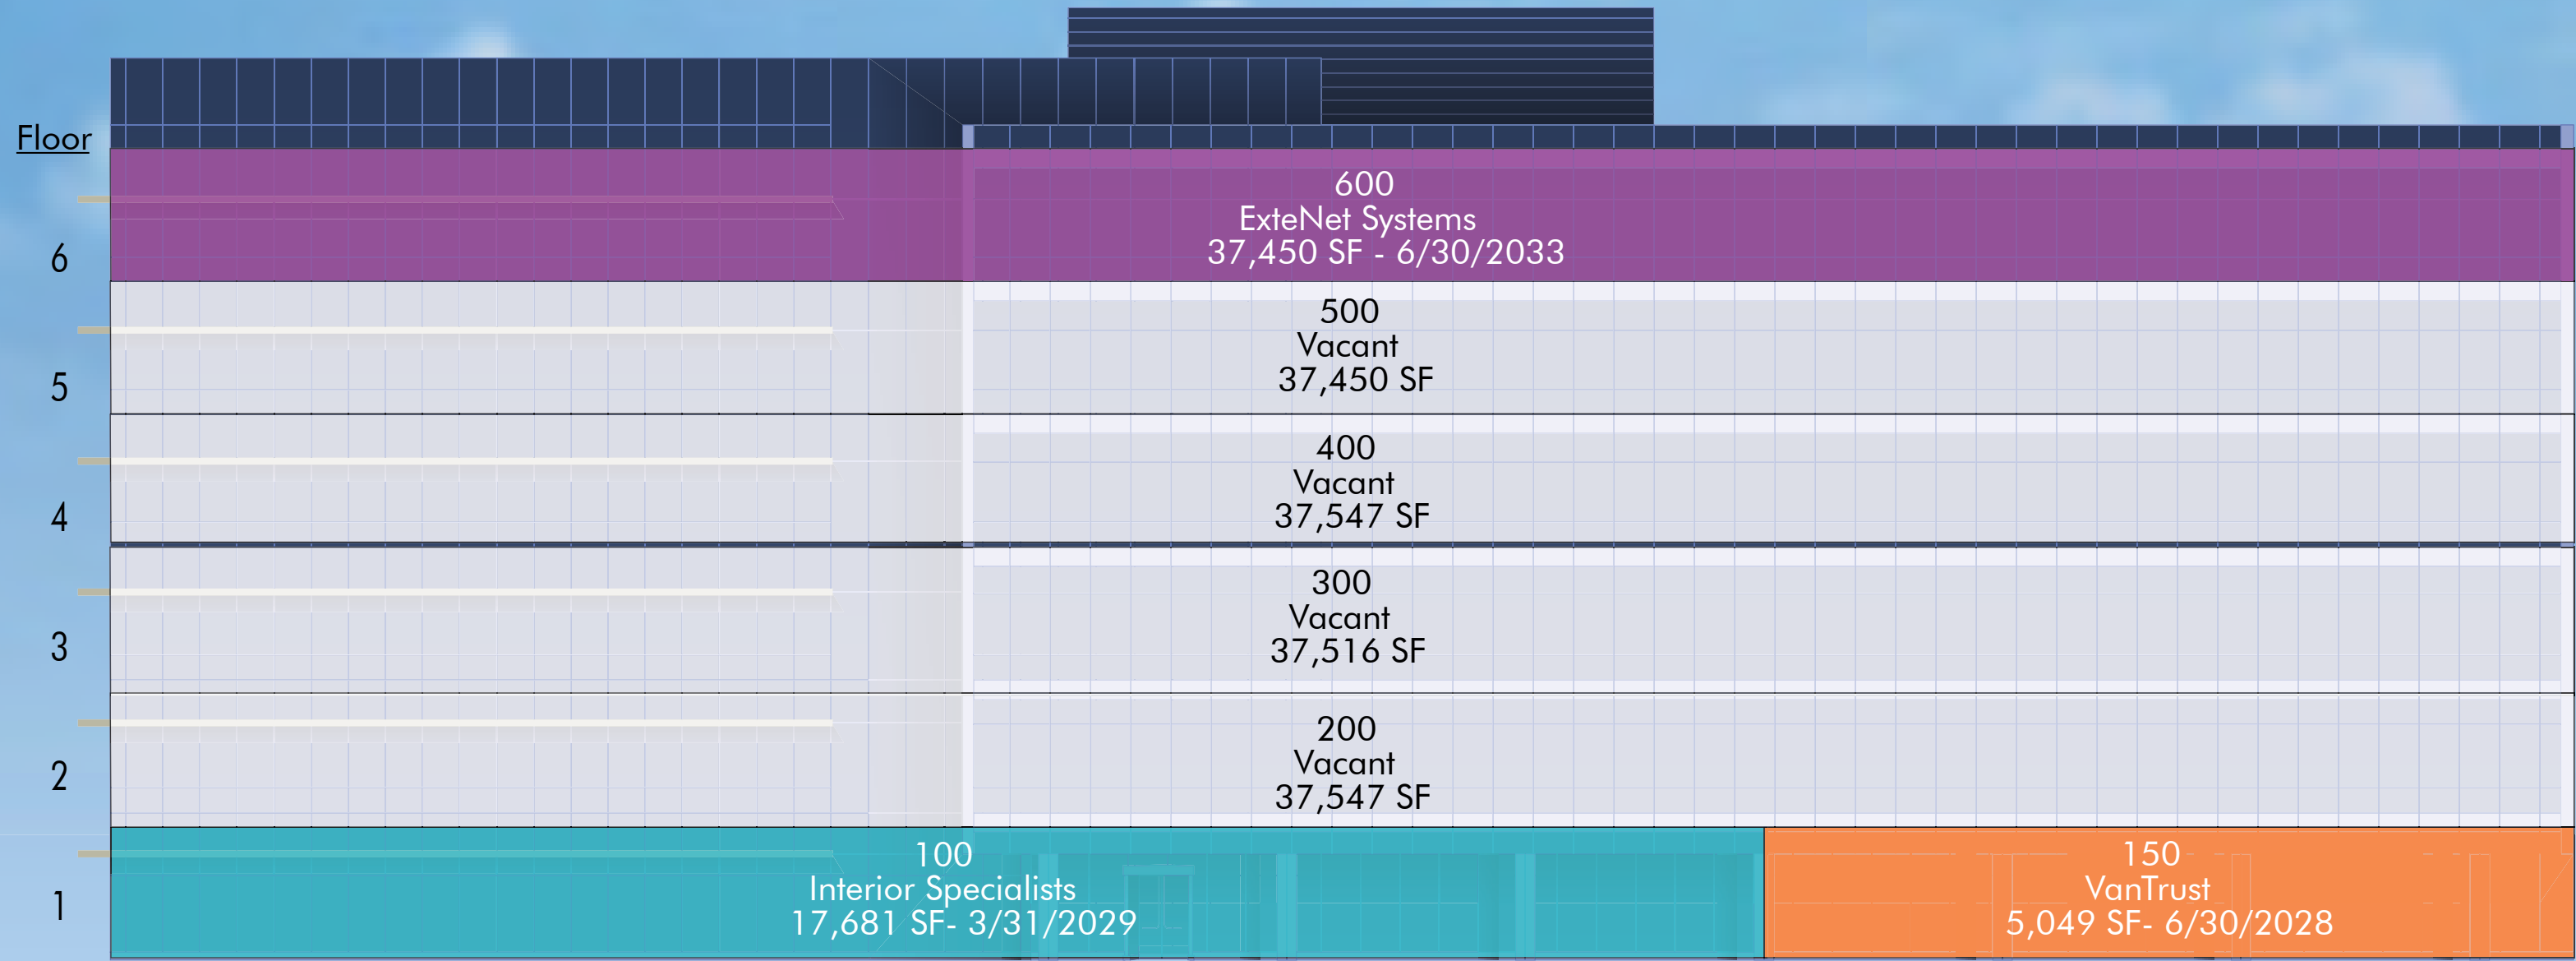 Floor
6
600
ExteNet Systems
37,450 SF - 6/30/2033
5
500
Vacant
37,450 SF
4
400
Vacant
37,547 SF
3
300
Vacant
37,516 SF
2
200
Vacant
37,547 SF
1
100
Interior Specialists
17,681 SF- 3/31/2029
150
VanTrust
5,049 SF- 6/30/2028